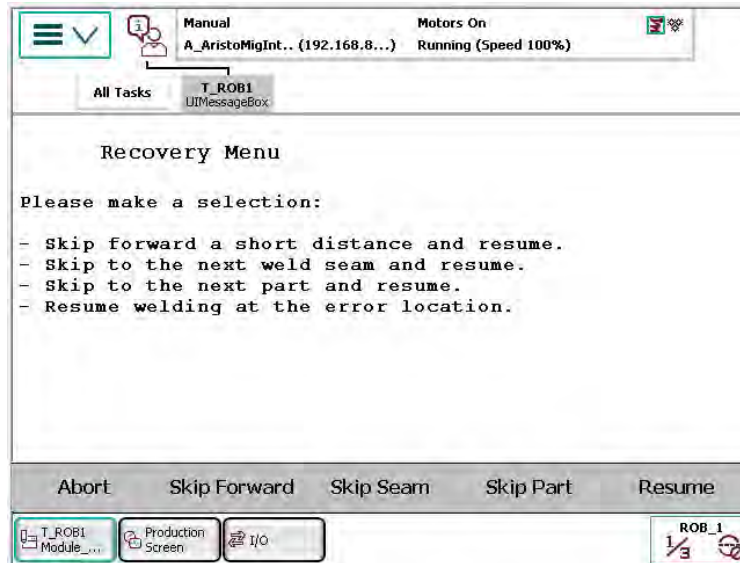 Manual
Motors On
A_AristoMigInt.. (192.168.8...)
Running (Speed 100%)
All Tasks
T_ROB1
UIMessageBox
Recovery Menu
Please make a selection:
- Skip forward a short distance and resume.
- Skip to the next weld seam and resume.
- Skip to the next part and resume.
- Resume welding at the error location.
Abort
Skip Forward
Skip Seam
Skip Part
Resume
T_ROB1
Module_...
Production
Screen
I/O
ROB_1
1/3